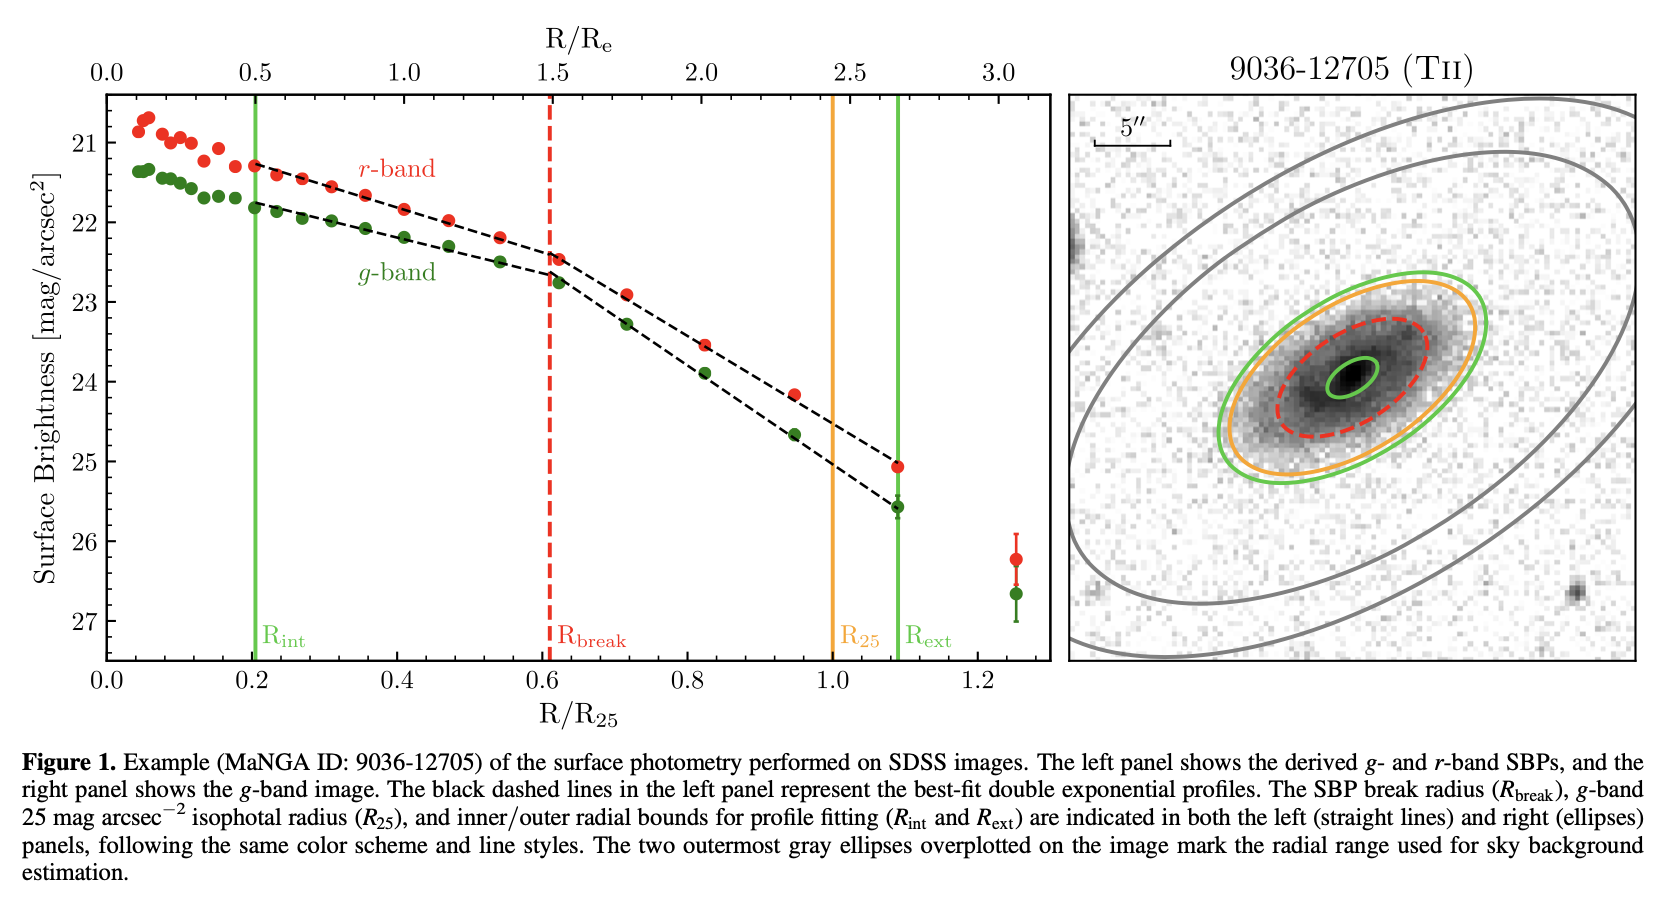 R/Re
0.0 0.5 1.0 1.5 2.0 2.5 3.0
9036-12705 (TII)
5″
21
22
23
24
25
26
27
Surface Brightness [mag/arcsec²]
r-band
g-band
Rint
Rbreak
R25
Rext
0.0 0.2 0.4 0.6 0.8 1.0 1.2
R/R25
Figure 1. Example (MaNGA ID: 9036-12705) of the surface photometry performed on SDSS images. The left panel shows the derived g- and r-band SBPs, and the
right panel shows the g-band image. The black dashed lines in the left panel represent the best-fit double exponential profiles. The SBP break radius (Rbreak), g-band
25 mag arcsec−2 isophotal radius (R25), and inner/outer radial bounds for profile fitting (Rint and Rext) are indicated in both the left (straight lines) and right (ellipses)
panels, following the same color scheme and line styles. The two outermost gray ellipses overplotted on the image mark the radial range used for sky background
estimation.